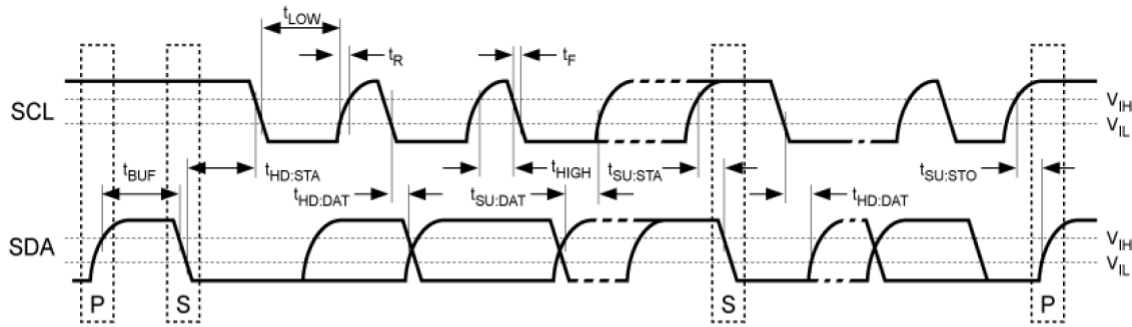 tLOW
tR
tF
SCL
VIH
VIL
tBUF
tHD:STA
tHD:DAT
tSU:DAT
tHIGH
tSU:STA
tHD:DAT
tSU:STO
SDA
VIH
VIL
P
S
S
P